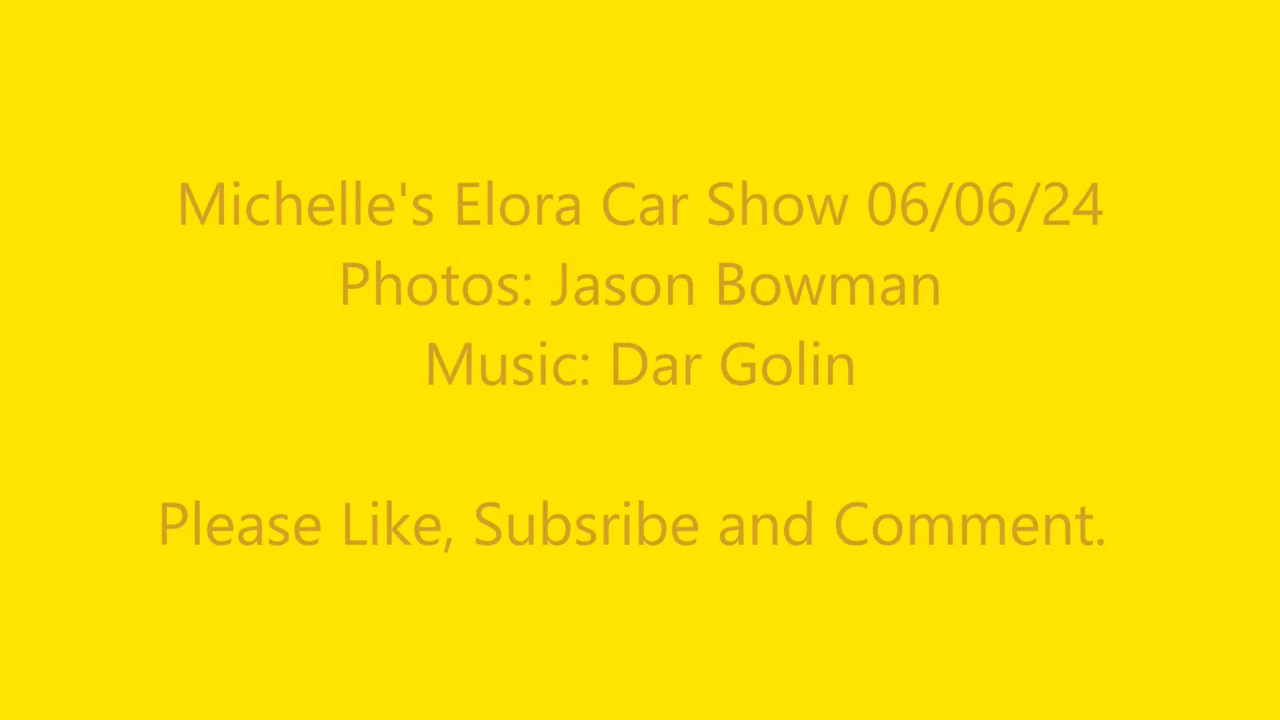 Michelle's Elora Car Show 06/06/24
Photos: Jason Bowman
Music: Dar Golin
Please Like, Subsribe and Comment.